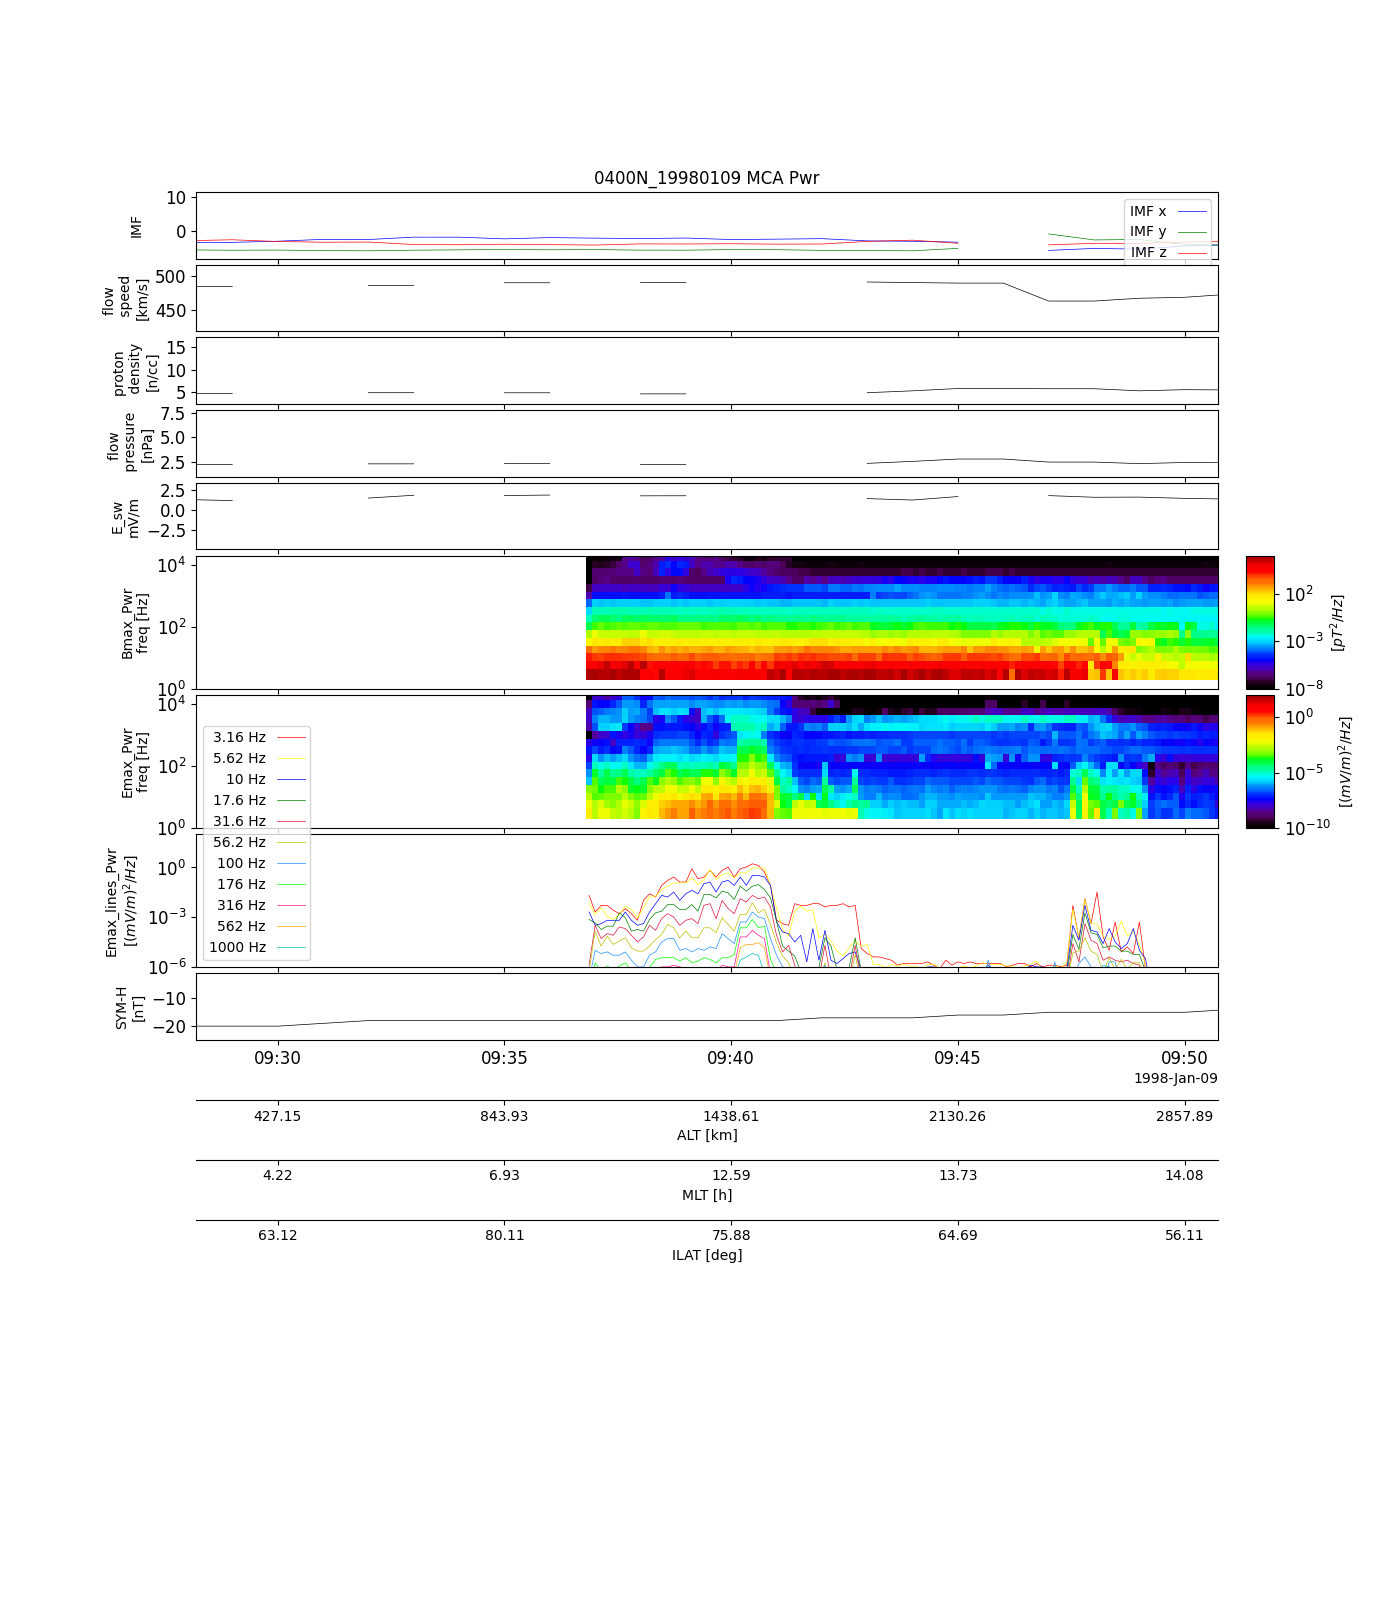 0400N_19980109 MCA Pwr
IMF
10
0
IMF x
IMF y
IMF z
flow
speed
[km/s]
500
450
proton
density
[n/cc]
15
10
5
flow
pressure
[nPa]
7.5
5.0
2.5
E_sw
mV/m
2.5
0.0
−2.5
Bmax_Pwr
freq [Hz]
10^4
10^2
10^0
10^2
10^−3
10^−8
[pT^2/Hz]
Emax_Pwr
freq [Hz]
10^4
10^2
10^0
10^0
10^−5
10^−10
[(mV/m)^2/Hz]
3.16 Hz
5.62 Hz
10 Hz
17.6 Hz
31.6 Hz
56.2 Hz
100 Hz
176 Hz
316 Hz
562 Hz
1000 Hz
Emax_lines_Pwr
[(mV/m)^2/Hz]
10^0
10^−3
10^−6
SYM-H
[nT]
−10
−20
09:30 09:35 09:40 09:45 09:50
1998-Jan-09
427.15 843.93 1438.61 2130.26 2857.89
ALT [km]
4.22 6.93 12.59 13.73 14.08
MLT [h]
63.12 80.11 75.88 64.69 56.11
ILAT [deg]